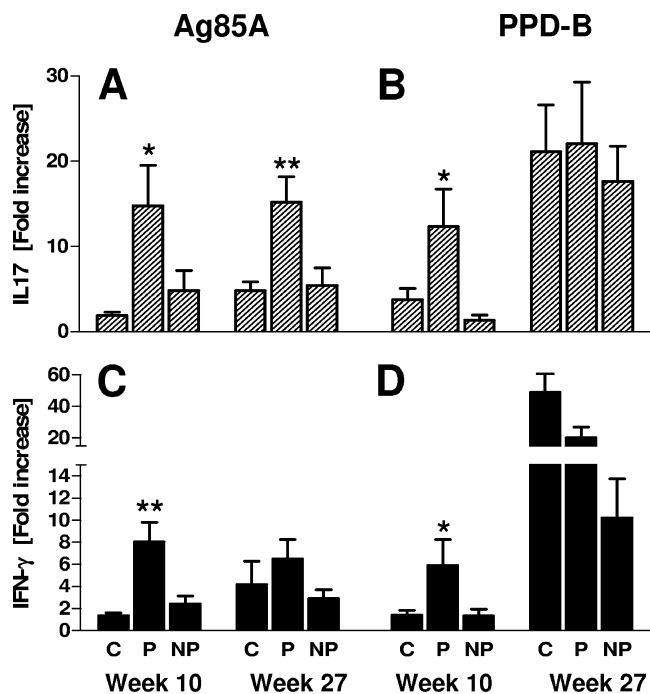 Ag85A PPD-B
A B
IL17 [Fold increase]
30
20
10
0
* ** *
C D
IFN-γ [Fold increase]
60
40
20
14
12
10
8
6
4
2
0
** *
C P NP C P NP C P NP C P NP
Week 10 Week 27 Week 10 Week 27